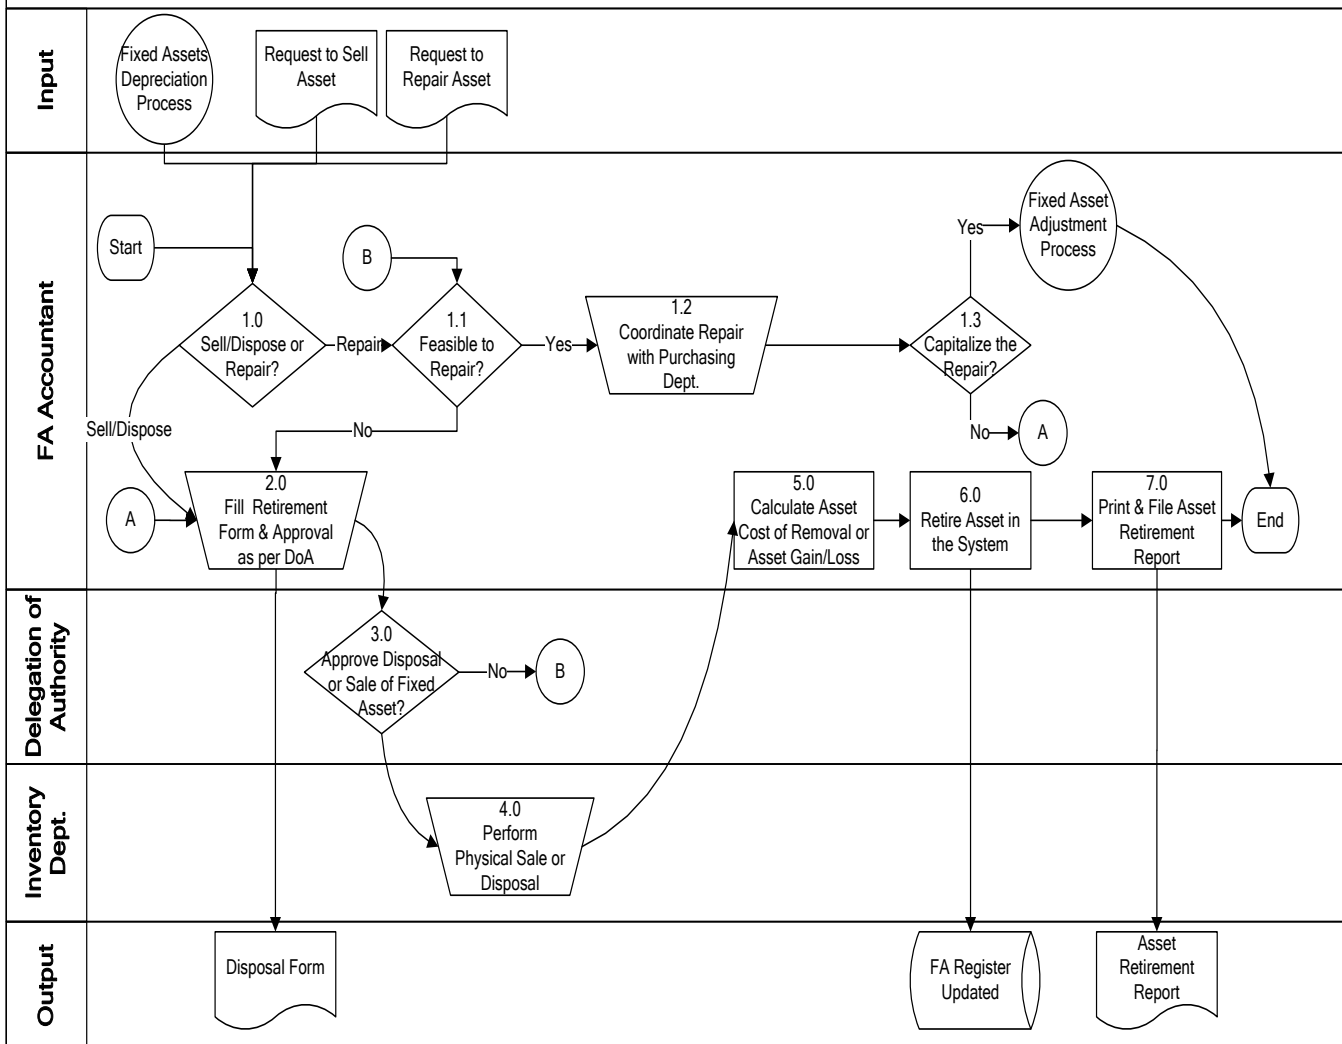 Input
Fixed Assets
Depreciation
Process
Request to Sell
Asset
Request to
Repair Asset
FA Accountant
Start
B
1.0
Sell/Dispose or
Repair?
Repair
1.1
Feasible to
Repair?
Yes
1.2
Coordinate Repair
with Purchasing
Dept.
1.3
Capitalize the
Repair?
Yes
Fixed Asset
Adjustment
Process
No
A
Sell/Dispose
No
A
2.0
Fill Retirement
Form & Approval
as per DoA
5.0
Calculate Asset
Cost of Removal or
Asset Gain/Loss
6.0
Retire Asset in
the System
7.0
Print & File Asset
Retirement
Report
End
Delegation of
Authority
3.0
Approve Disposal
or Sale of Fixed
Asset?
No
B
Inventory
Dept.
4.0
Perform
Physical Sale or
Disposal
Output
Disposal Form
FA Register
Updated
Asset
Retirement
Report